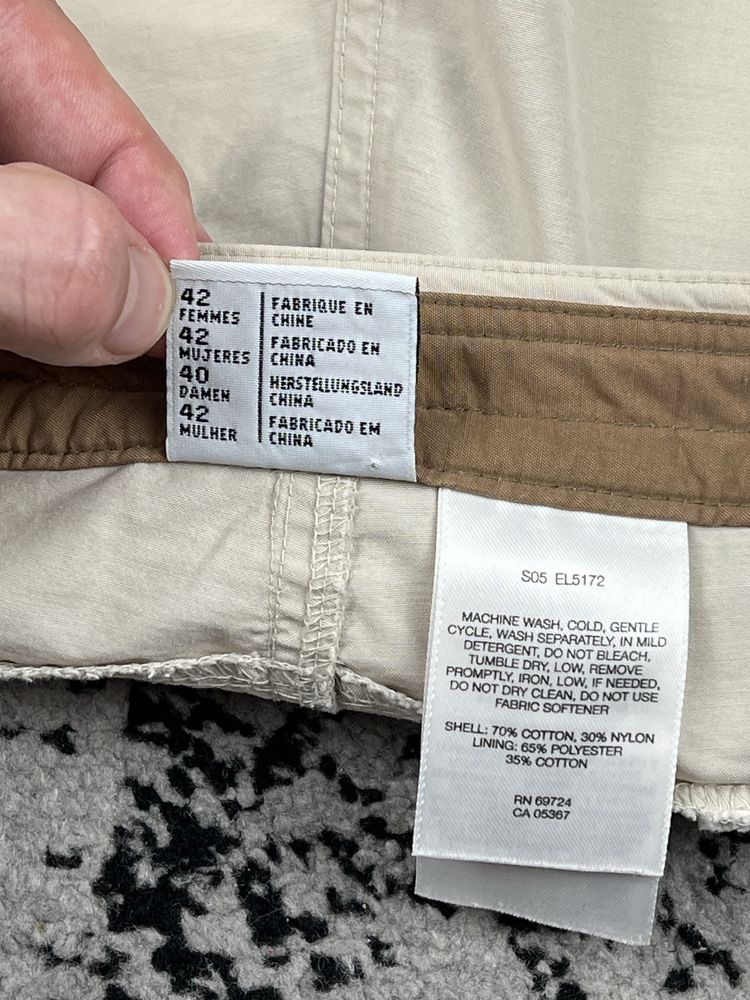 42
FEMMES
42
MUJERES
40
DAMEN
42
MULHER
FABRIQUE EN
CHINE
FABRICADO EN
CHINA
HERSTELLUNGSLAND
CHINA
FABRICADO EM
CHINA
S05 EL5172
MACHINE WASH, COLD, GENTLE
CYCLE, WASH SEPARATELY, IN MILD
DETERGENT, DO NOT BLEACH,
TUMBLE DRY, LOW, REMOVE
PROMPTLY, IRON, LOW, IF NEEDED,
DO NOT DRY CLEAN, DO NOT USE
FABRIC SOFTENER
SHELL: 70% COTTON, 30% NYLON
LINING: 65% POLYESTER
35% COTTON
RN 69724
CA 05367